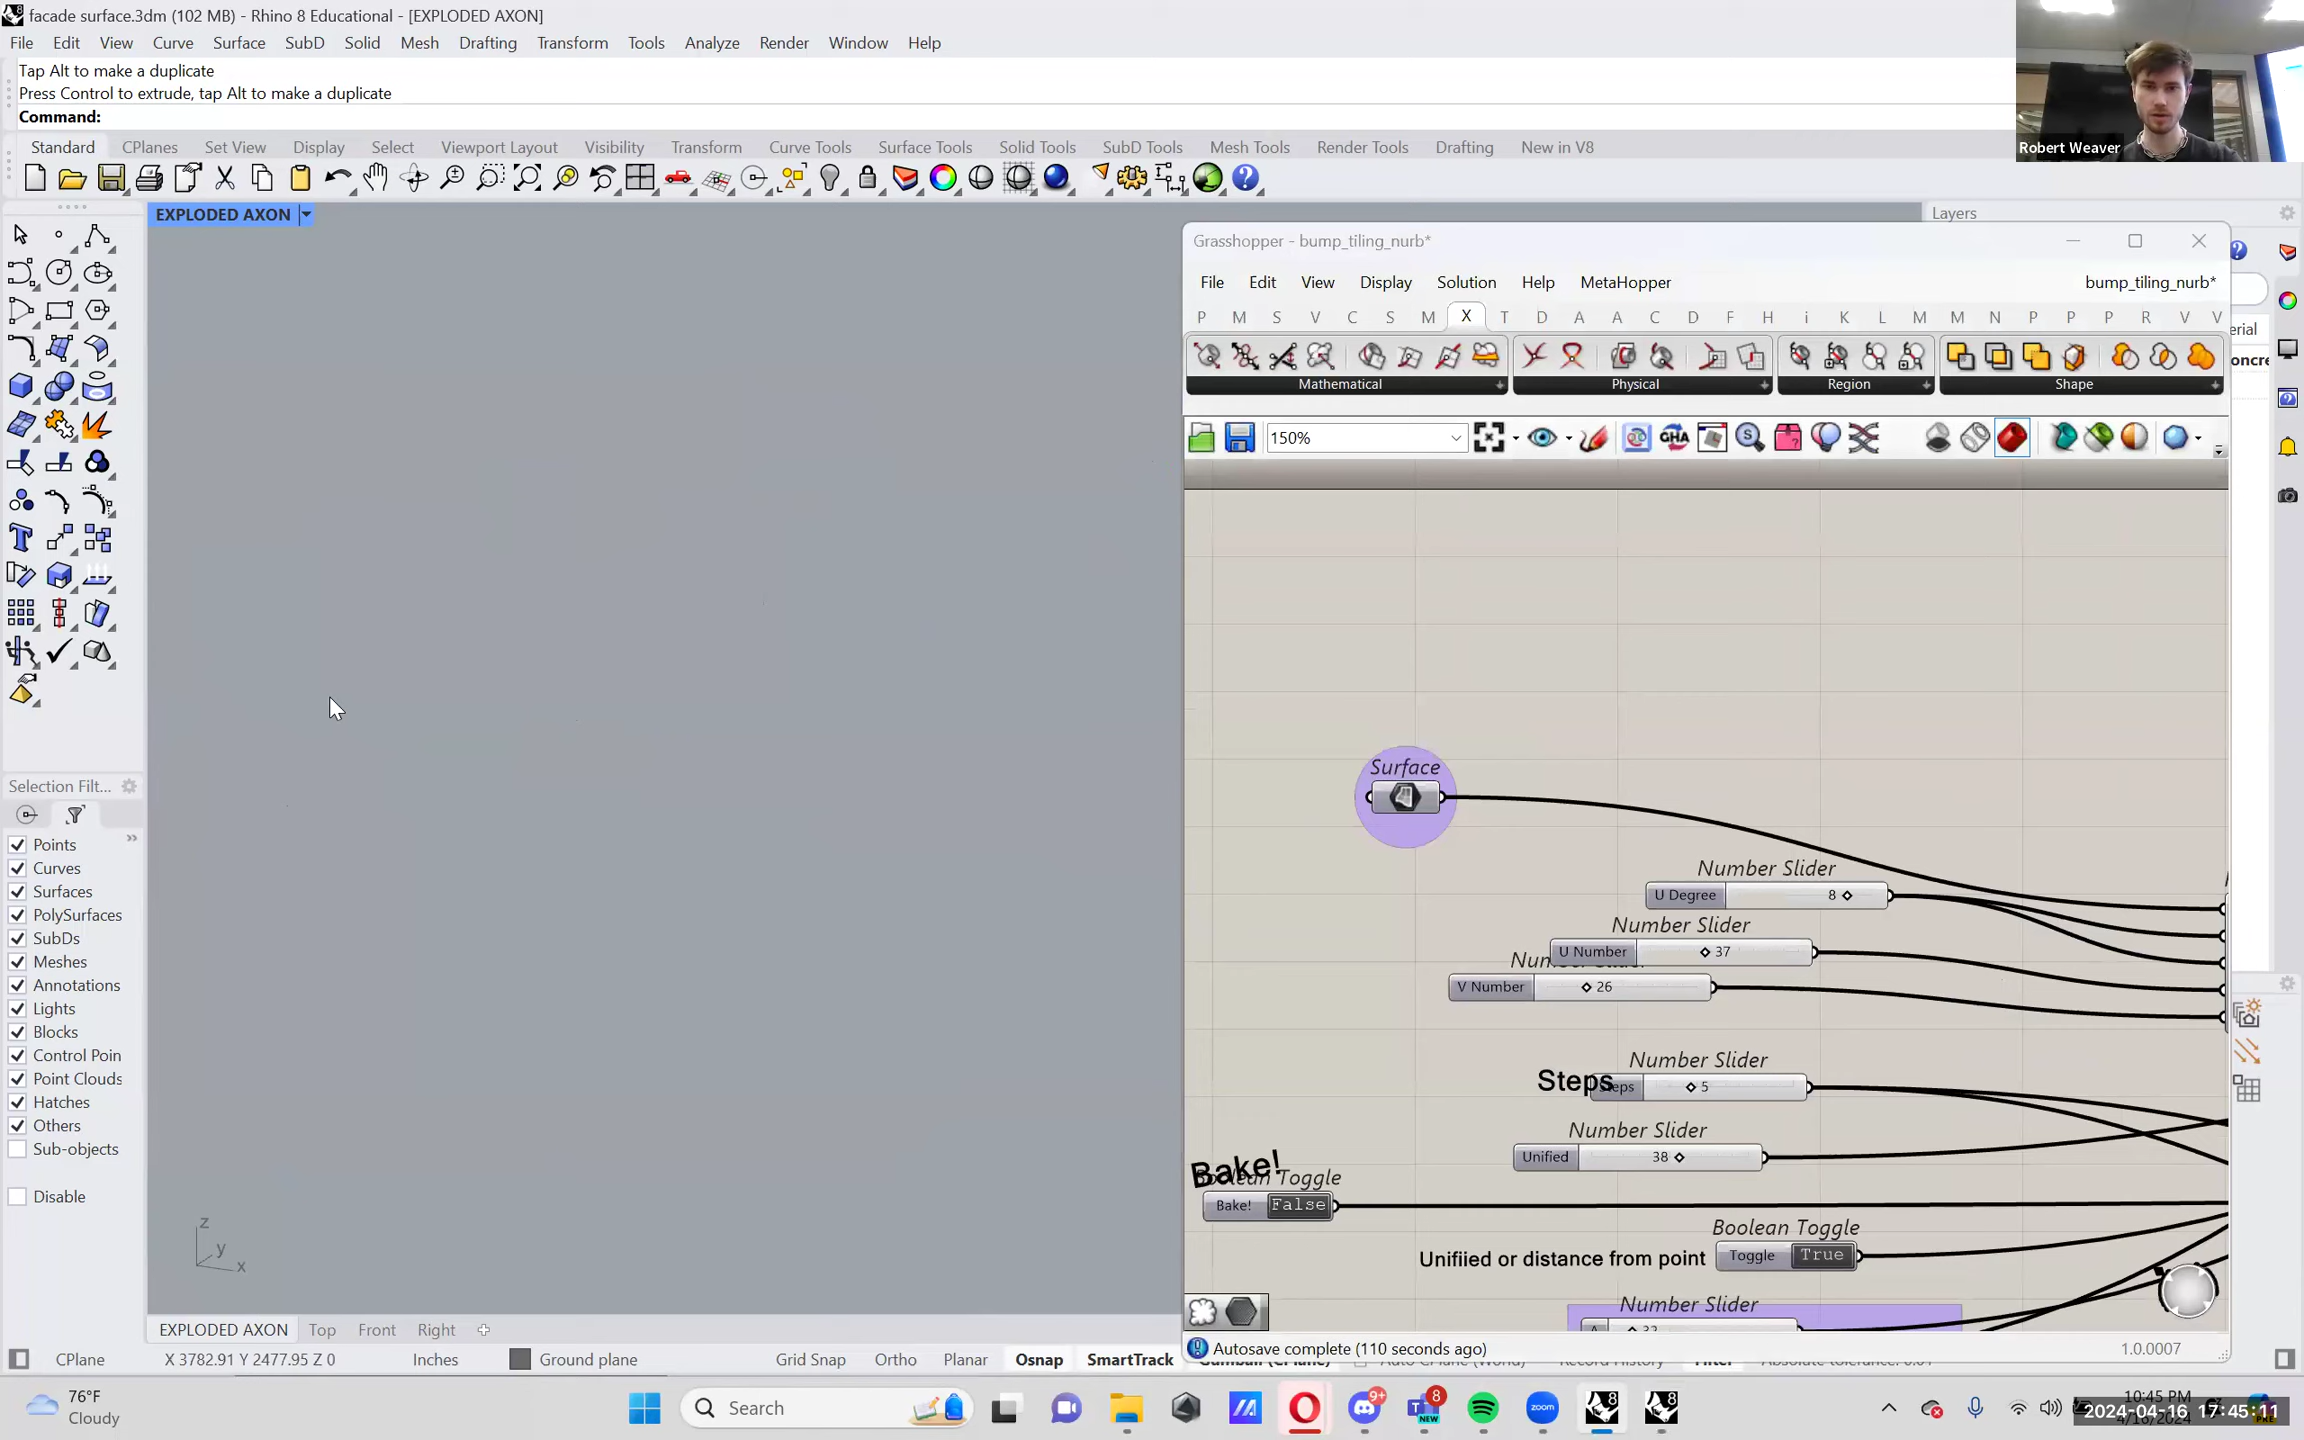 facade surface.3dm (102 MB) - Rhino 8 Educational - [EXPLODED AXON]
File Edit View Curve Surface SubD Solid Mesh Drafting Transform Tools Analyze Render Window Help
Tap Alt to make a duplicate
Press Control to extrude, tap Alt to make a duplicate
Command:
Standard CPlanes Set View Display Select Viewport Layout Visibility Transform Curve Tools Surface Tools Solid Tools SubD Tools Mesh Tools Render Tools Drafting New in V8
Robert Weaver
EXPLODED AXON
Layers
Grasshopper - bump_tiling_nurb*
File Edit View Display Solution Help MetaHopper bump_tiling_nurb*
P M S V C S M X T D A A C D F H i K L M M N P P P R V V
Mathematical Physical Region Shape
150%
Surface
Number Slider
U Degree 8
Number Slider
U Number 37
V Number 26
Number Slider
Steps
5
Number Slider
Unified 38
Bake!
Toggle
Bake! False
Boolean Toggle
Unifiied or distance from point
Toggle True
Number Slider
Selection Filt...
Points
Curves
Surfaces
PolySurfaces
SubDs
Meshes
Annotations
Lights
Blocks
Control Poin
Point Clouds
Hatches
Others
Sub-objects
Disable
z
y
x
EXPLODED AXON Top Front Right
Autosave complete (110 seconds ago)
1.0.0007
CPlane X 3782.91 Y 2477.95 Z 0 Inches Ground plane Grid Snap Ortho Planar Osnap SmartTrack
76°F
Cloudy
Search
9+
8
NEW
zoom
10:45 PM
2024-04-16 17:45:11